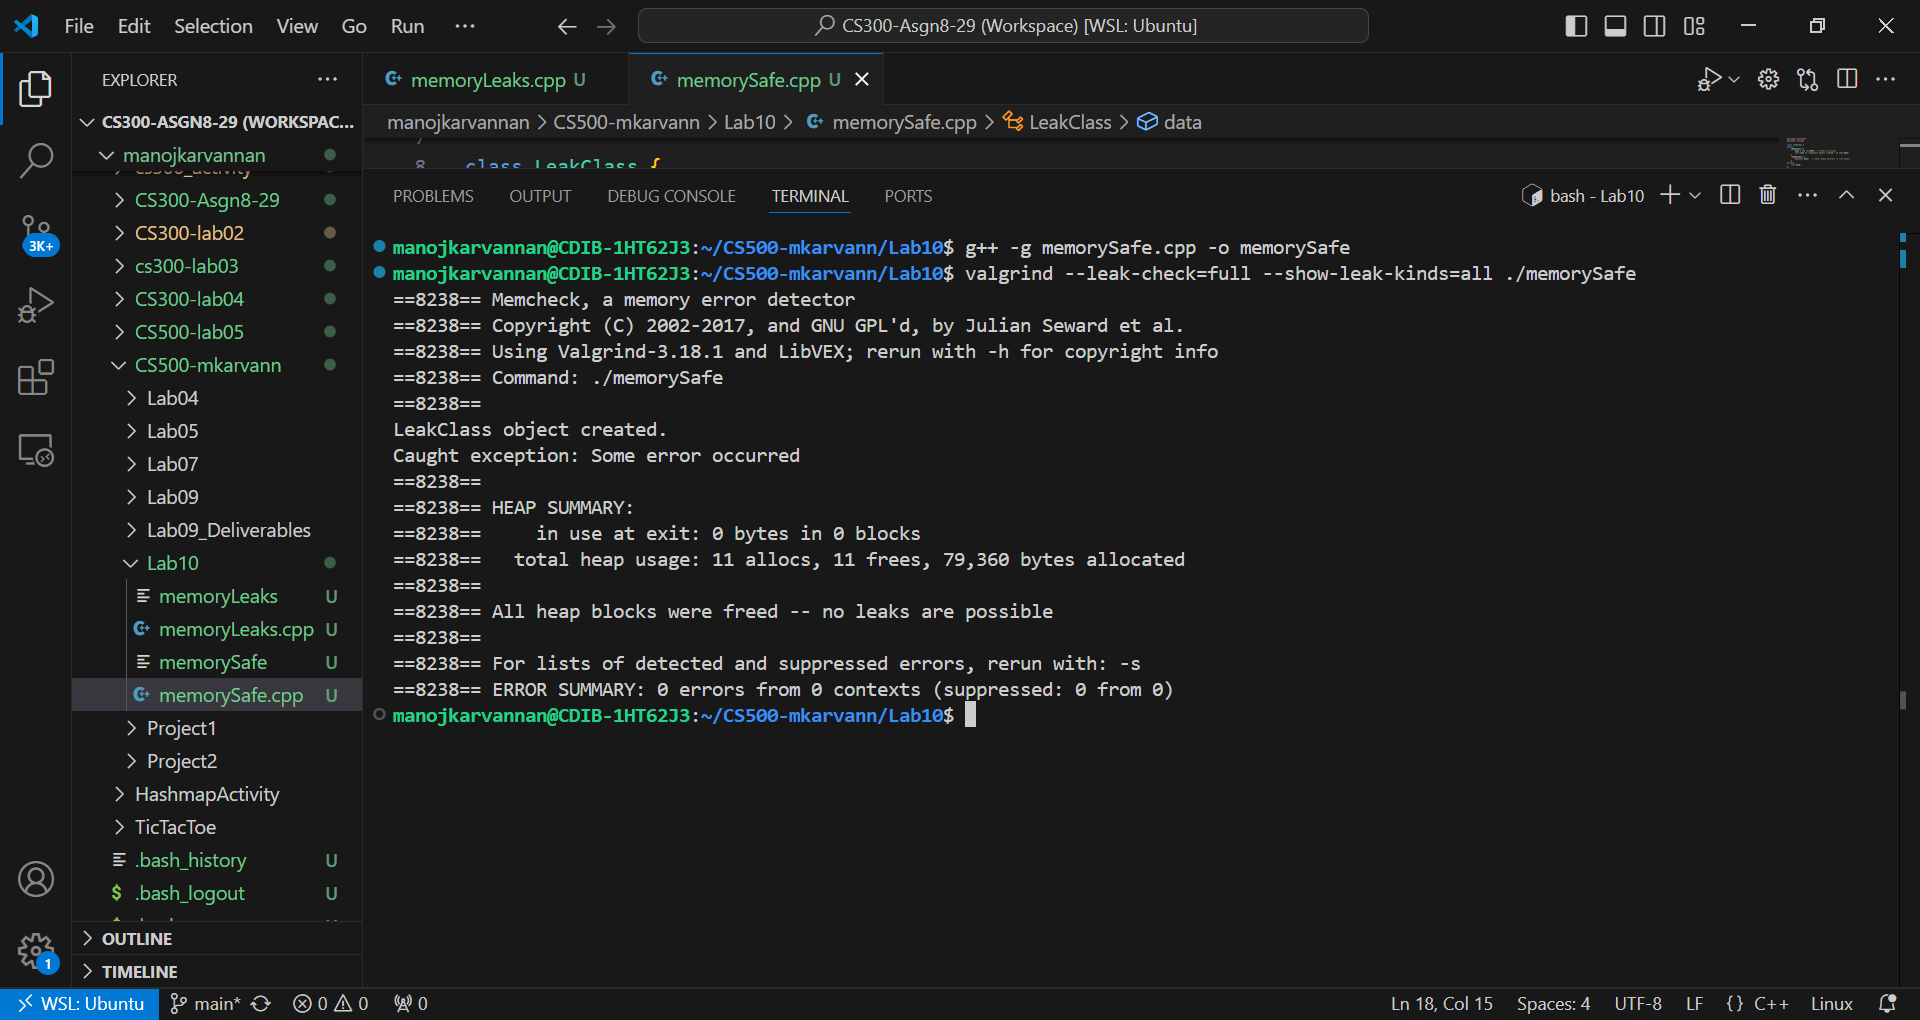 File Edit Selection View Go Run ···
CS300-Asgn8-29 (Workspace) [WSL: Ubuntu]
EXPLORER
CS300-ASGN8-29 (WORKSPAC...
manojkarvannan
CS300_activity
CS300-Asgn8-29
CS300-lab02
cs300-lab03
CS300-lab04
CS500-lab05
CS500-mkarvann
Lab04
Lab05
Lab07
Lab09
Lab09_Deliverables
Lab10
memoryLeaks U
memoryLeaks.cpp U
memorySafe U
memorySafe.cpp U
Project1
Project2
HashmapActivity
TicTacToe
.bash_history U
$ .bash_logout U
OUTLINE
TIMELINE
3K+
1
memoryLeaks.cpp U
memorySafe.cpp U
manojkarvannan > CS500-mkarvann > Lab10 > memorySafe.cpp > LeakClass > data
8 class LeakClass {
PROBLEMS OUTPUT DEBUG CONSOLE TERMINAL PORTS
bash - Lab10
manojkarvannan@CDIB-1HT62J3:~/CS500-mkarvann/Lab10$ g++ -g memorySafe.cpp -o memorySafe
manojkarvannan@CDIB-1HT62J3:~/CS500-mkarvann/Lab10$ valgrind --leak-check=full --show-leak-kinds=all ./memorySafe
==8238== Memcheck, a memory error detector
==8238== Copyright (C) 2002-2017, and GNU GPL'd, by Julian Seward et al.
==8238== Using Valgrind-3.18.1 and LibVEX; rerun with -h for copyright info
==8238== Command: ./memorySafe
==8238==
LeakClass object created.
Caught exception: Some error occurred
==8238==
==8238== HEAP SUMMARY:
==8238==     in use at exit: 0 bytes in 0 blocks
==8238==   total heap usage: 11 allocs, 11 frees, 79,360 bytes allocated
==8238==
==8238== All heap blocks were freed -- no leaks are possible
==8238==
==8238== For lists of detected and suppressed errors, rerun with: -s
==8238== ERROR SUMMARY: 0 errors from 0 contexts (suppressed: 0 from 0)
manojkarvannan@CDIB-1HT62J3:~/CS500-mkarvann/Lab10$
WSL: Ubuntu main* 0 0 0 Ln 18, Col 15 Spaces: 4 UTF-8 LF {} C++ Linux